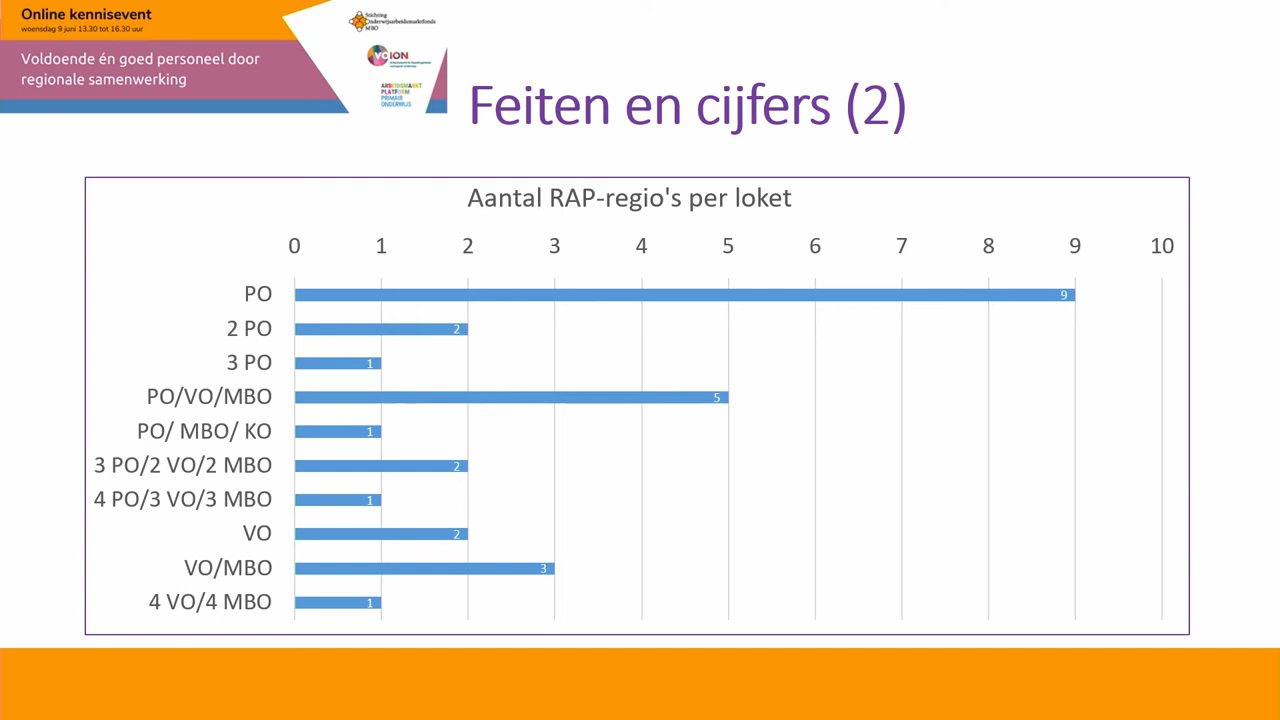 Online kennisevent
woensdag 9 juni 13.30 tot 16.30 uur
Voldoende én goed personeel door
regionale samenwerking
Stichting
Onderwijsarbeidsmarktfonds
MBO
VOION
ARBEIDSMARKT
PLATFORM
PRIMAIR
ONDERWIJS
Feiten en cijfers (2)
Aantal RAP-regio's per loket
0 1 2 3 4 5 6 7 8 9 10
PO 9
2 PO 2
3 PO 1
PO/VO/MBO 5
PO/ MBO/ KO 1
3 PO/2 VO/2 MBO 2
4 PO/3 VO/3 MBO 1
VO 2
VO/MBO 3
4 VO/4 MBO 1